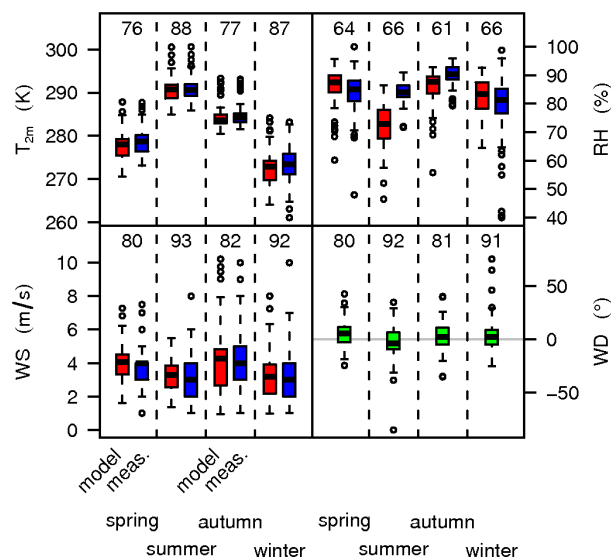 76 88 77 87 64 66 61 66
T2m (K)
300
290
280
270
260
100
90
80
70
60
50
40
RH (%)
80 93 82 92 80 92 81 91
WS (m/s)
10
8
6
4
2
0
50
0
−50
WD (°)
model meas. model meas.
spring autumn spring autumn
summer winter summer winter